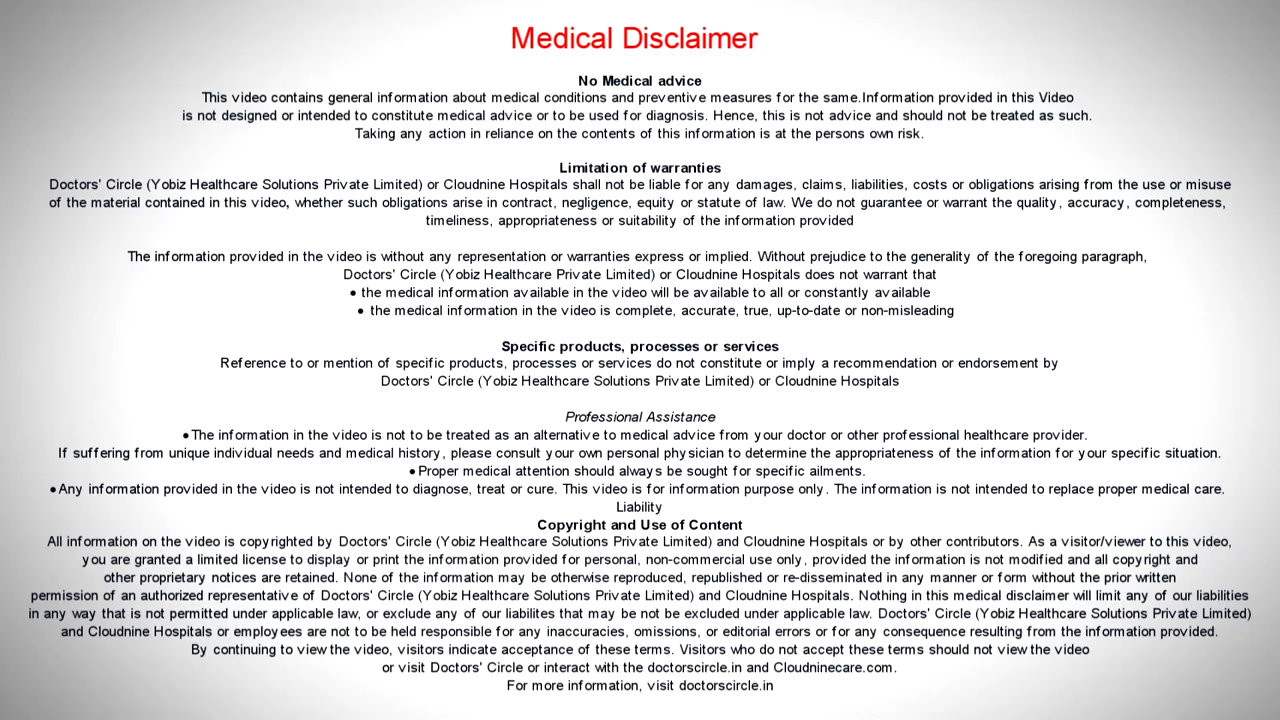 Medical Disclaimer
No Medical advice
This video contains general information about medical conditions and preventive measures for the same.Information provided in this Video
is not designed or intended to constitute medical advice or to be used for diagnosis. Hence, this is not advice and should not be treated as such.
Taking any action in reliance on the contents of this information is at the persons own risk.
Limitation of warranties
Doctors' Circle (Yobiz Healthcare Solutions Private Limited) or Cloudnine Hospitals shall not be liable for any damages, claims, liabilities, costs or obligations arising from the use or misuse
of the material contained in this video, whether such obligations arise in contract, negligence, equity or statute of law. We do not guarantee or warrant the quality, accuracy, completeness,
timeliness, appropriateness or suitability of the information provided
The information provided in the video is without any representation or warranties express or implied. Without prejudice to the generality of the foregoing paragraph,
Doctors' Circle (Yobiz Healthcare Private Limited) or Cloudnine Hospitals does not warrant that
• the medical information available in the video will be available to all or constantly available
• the medical information in the video is complete, accurate, true, up-to-date or non-misleading
Specific products, processes or services
Reference to or mention of specific products, processes or services do not constitute or imply a recommendation or endorsement by
Doctors' Circle (Yobiz Healthcare Solutions Private Limited) or Cloudnine Hospitals
Professional Assistance
• The information in the video is not to be treated as an alternative to medical advice from your doctor or other professional healthcare provider.
If suffering from unique individual needs and medical history, please consult your own personal physician to determine the appropriateness of the information for your specific situation.
• Proper medical attention should always be sought for specific ailments.
• Any information provided in the video is not intended to diagnose, treat or cure. This video is for information purpose only. The information is not intended to replace proper medical care.
Liability
Copyright and Use of Content
All information on the video is copyrighted by Doctors' Circle (Yobiz Healthcare Solutions Private Limited) and Cloudnine Hospitals or by other contributors. As a visitor/viewer to this video,
you are granted a limited license to display or print the information provided for personal, non-commercial use only, provided the information is not modified and all copyright and
other proprietary notices are retained. None of the information may be otherwise reproduced, republished or re-disseminated in any manner or form without the prior written
permission of an authorized representative of Doctors' Circle (Yobiz Healthcare Solutions Private Limited) and Cloudnine Hospitals. Nothing in this medical disclaimer will limit any of our liabilities
in any way that is not permitted under applicable law, or exclude any of our liabilites that may be not be excluded under applicable law. Doctors' Circle (Yobiz Healthcare Solutions Private Limited)
and Cloudnine Hospitals or employees are not to be held responsible for any inaccuracies, omissions, or editorial errors or for any consequence resulting from the information provided.
By continuing to view the video, visitors indicate acceptance of these terms. Visitors who do not accept these terms should not view the video
or visit Doctors' Circle or interact with the doctorscircle.in and Cloudninecare.com.
For more information, visit doctorscircle.in